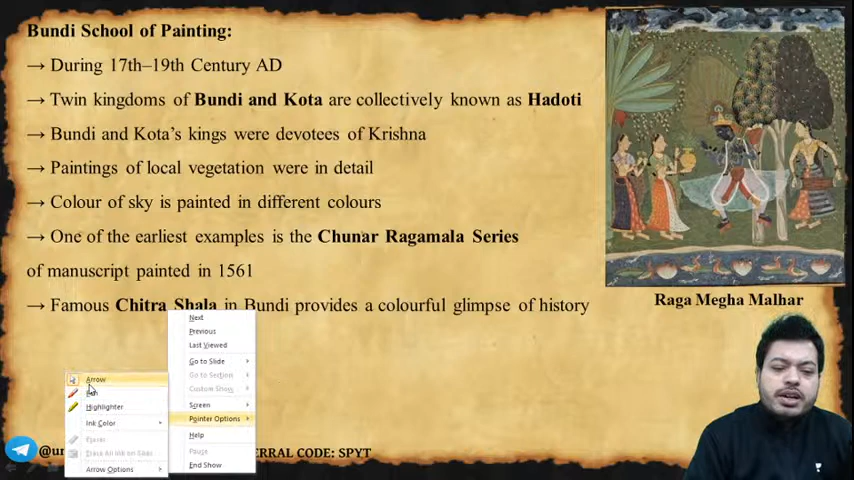 Bundi School of Painting:
→ During 17th–19th Century AD
→ Twin kingdoms of Bundi and Kota are collectively known as Hadoti
→ Bundi and Kota's kings were devotees of Krishna
→ Paintings of local vegetation were in detail
→ Colour of sky is painted in different colours
→ One of the earliest examples is the Chunar Ragamala Series
of manuscript painted in 1561
→ Famous Chitra Shala in Bundi provides a colourful glimpse of history
Raga Megha Malhar
Next
Previous
Last Viewed
Go to Slide
Go to Section
Custom Show
Screen
Pointer Options
Help
Pause
End Show
Arrow
Highlighter
Ink Color
Eraser
Erase All Ink on Slide
Arrow Options
CODE: SPYT